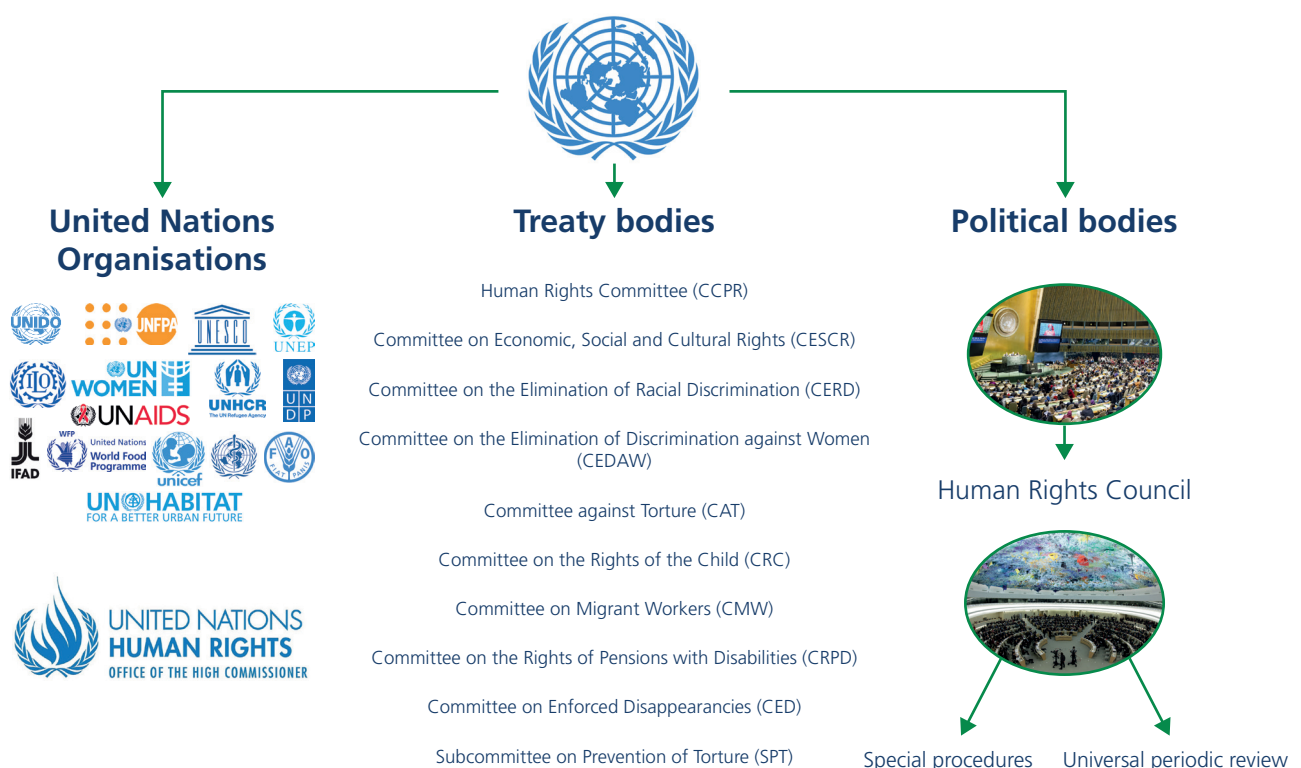 United Nations
Organisations
UNIDO
UNFPA
UNESCO
UNEP
ILO
UN
WOMEN
UNHCR
The UN Refugee Agency
UN
DP
UNAIDS
IFAD
WFP
United Nations
World Food
Programme
unicef
FAO
FIAT PANIS
UN HABITAT
FOR A BETTER URBAN FUTURE
UNITED NATIONS
HUMAN RIGHTS
OFFICE OF THE HIGH COMMISSIONER
Treaty bodies
Human Rights Committee (CCPR)
Committee on Economic, Social and Cultural Rights (CESCR)
Committee on the Elimination of Racial Discrimination (CERD)
Committee on the Elimination of Discrimination against Women
(CEDAW)
Committee against Torture (CAT)
Committee on the Rights of the Child (CRC)
Committee on Migrant Workers (CMW)
Committee on the Rights of Pensions with Disabilities (CRPD)
Committee on Enforced Disappearancies (CED)
Subcommittee on Prevention of Torture (SPT)
Political bodies
Human Rights Council
Special procedures
Universal periodic review